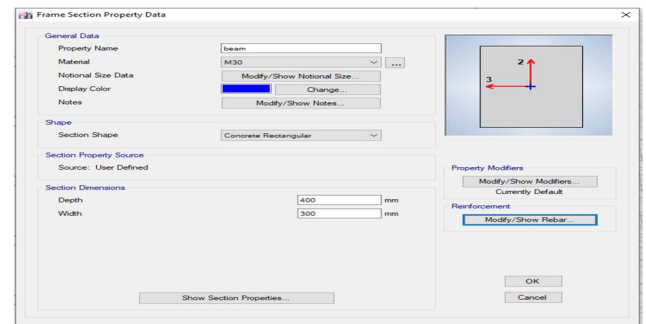 Frame Section Property Data
General Data
Property Name beam
Material M30 ...
Notional Size Data Modify/Show Notional Size...
Display Color Change...
Notes Modify/Show Notes...
Shape
Section Shape Concrete Rectangular
Section Property Source
Source: User Defined
Section Dimensions
Depth 400 mm
Width 300 mm
Show Section Properties...
2
3
Property Modifiers
Modify/Show Modifiers...
Currently Default
Reinforcement
Modify/Show Rebar...
OK
Cancel